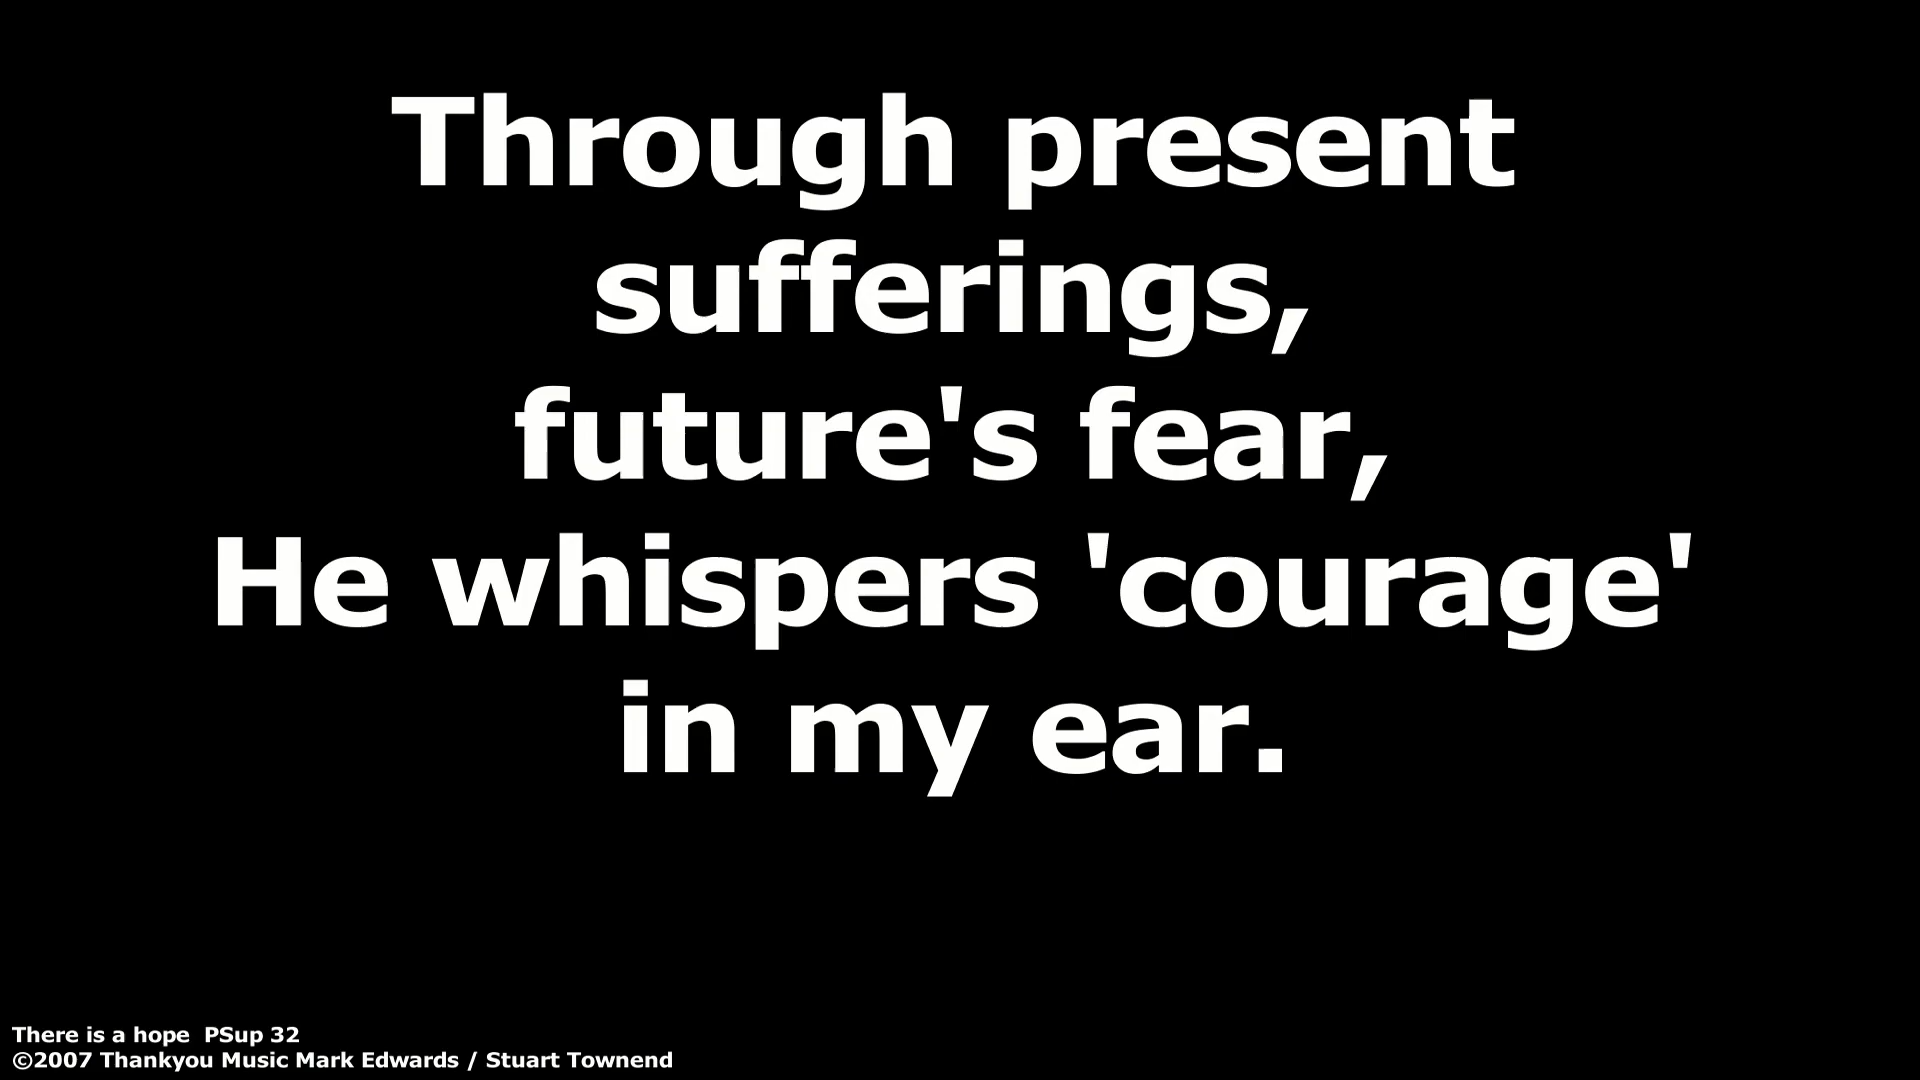 Through present
sufferings,
future's fear,
He whispers 'courage'
in my ear.
There is a hope  PSup 32
©2007 Thankyou Music Mark Edwards / Stuart Townend